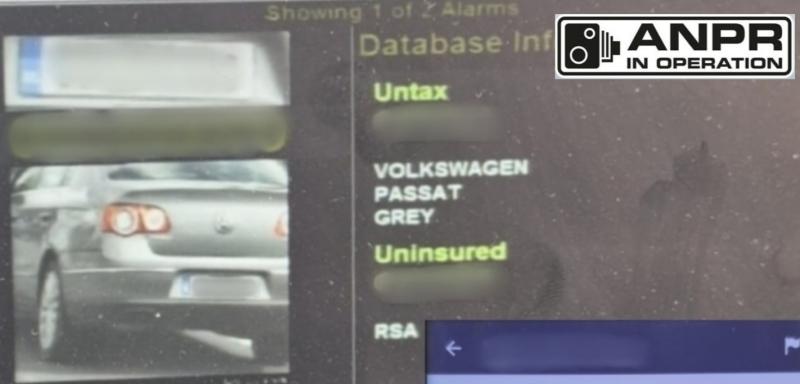 Showing 1 of 2 Alarms
Database Inf
ANPR
IN OPERATION
Untax
VOLKSWAGEN
PASSAT
GREY
Uninsured
RSA